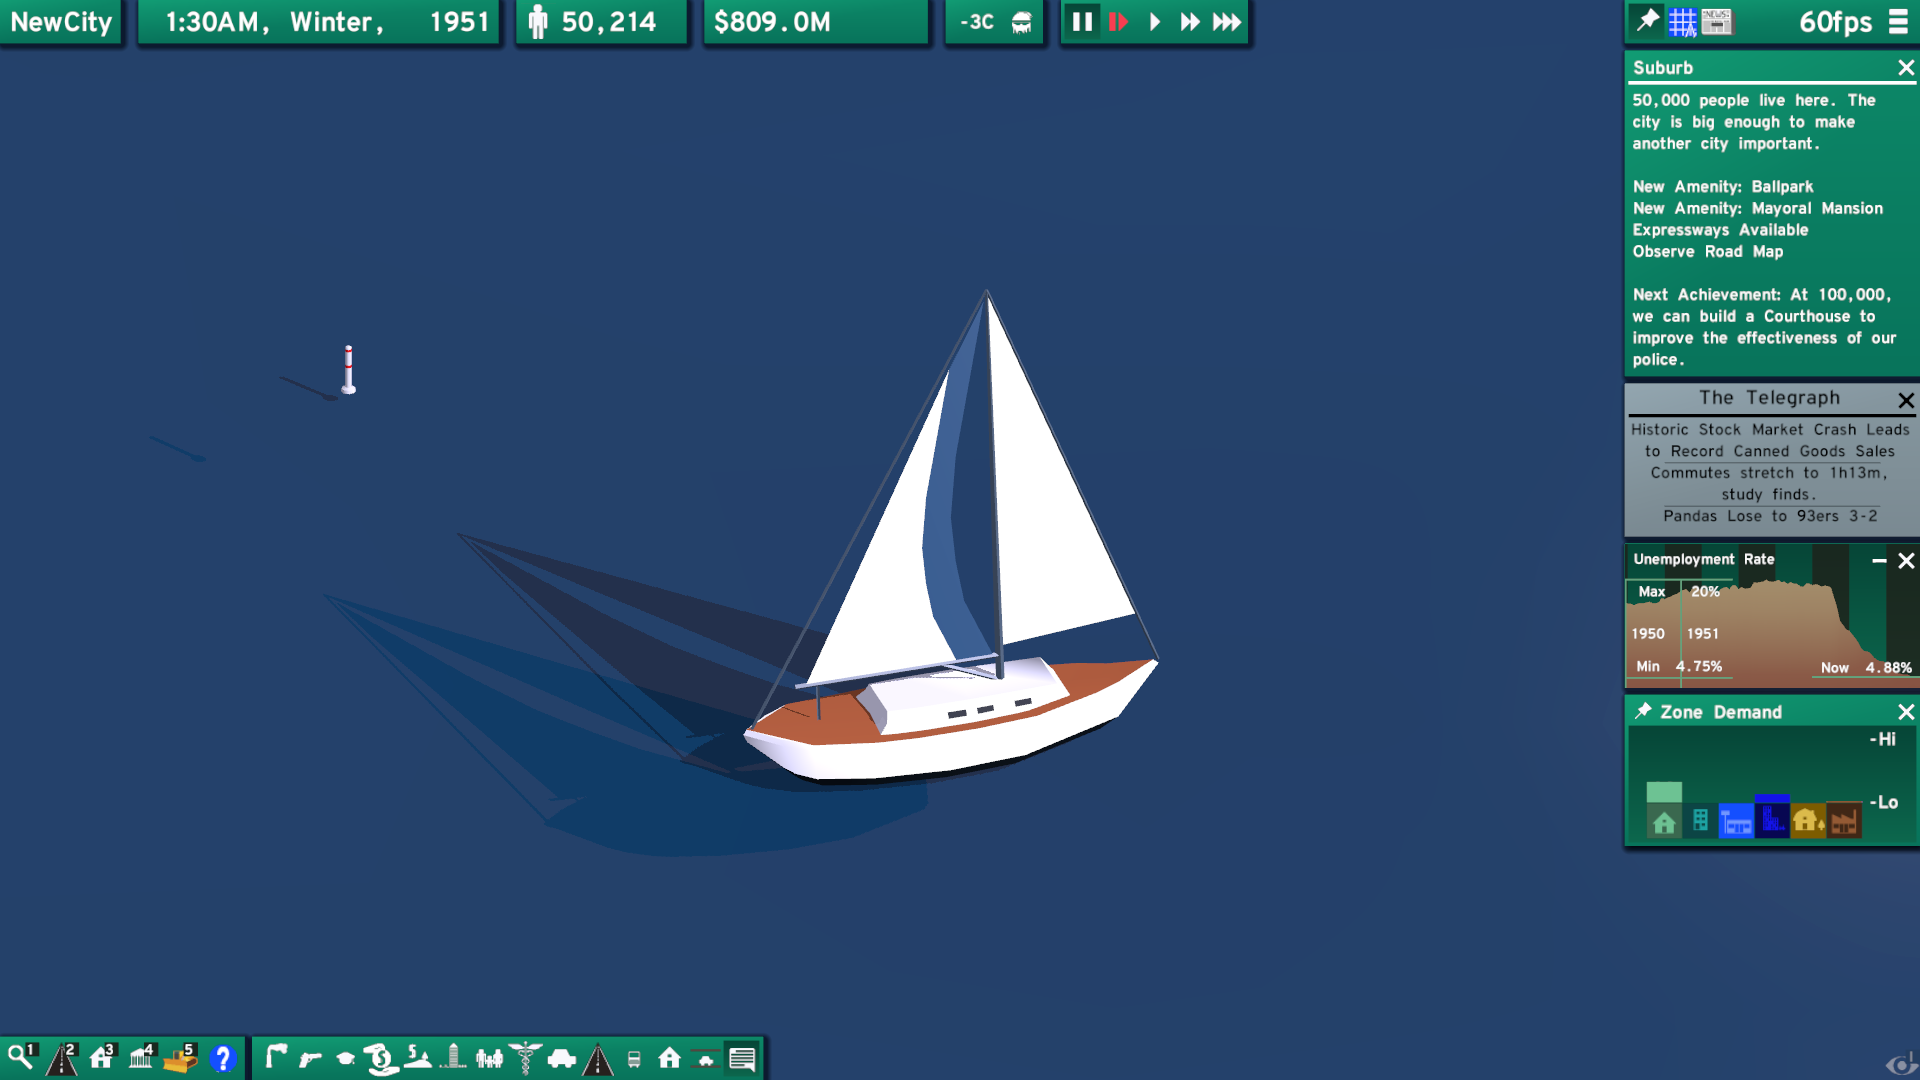 NewCity
1:30AM, Winter, 1951
50,214
$809.0M
-3C
60fps
Suburb
50,000 people live here. The
city is big enough to make
another city important.
New Amenity: Ballpark
New Amenity: Mayoral Mansion
Expressways Available
Observe Road Map
Next Achievement: At 100,000,
we can build a Courthouse to
improve the effectiveness of our
police.
The Telegraph
Historic Stock Market Crash Leads
to Record Canned Goods Sales
Commutes stretch to 1h13m,
study finds.
Pandas Lose to 93ers 3-2
Unemployment Rate
Max 20%
1950 1951
Min 4.75%
Now 4.88%
Zone Demand
-Hi
-Lo
1 2 3 4 5 ?